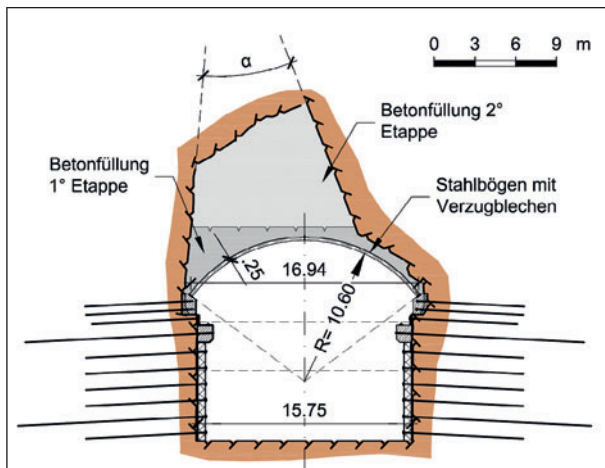 α
0 3 6 9 m
Betonfüllung 2°
Etappe
Betonfüllung
1° Etappe
Stahlbögen mit
Verzugblechen
.25
16.94
R= 10.60
15.75